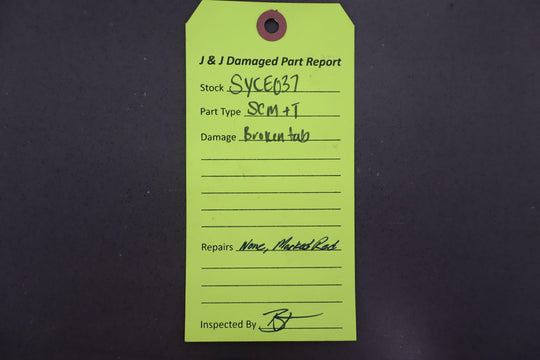 J & J Damaged Part Report
Stock SYCE037
Part Type SCM+T
Damage Broken tab
Repairs None, Marked Red
Inspected By